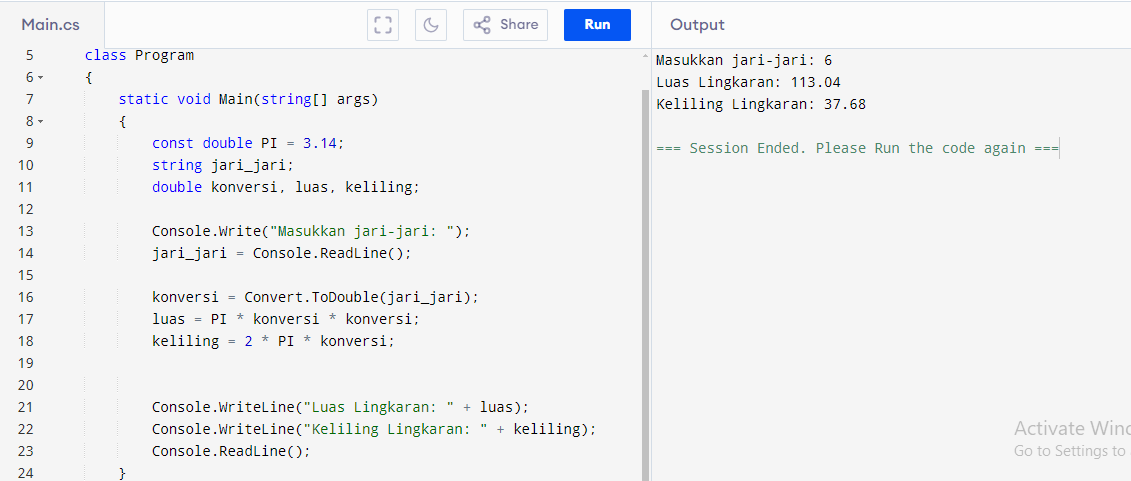 Main.cs
Share
Run
Output
5 class Program
6 {
7 static void Main(string[] args)
8 {
9 const double PI = 3.14;
10 string jari_jari;
11 double konversi, luas, keliling;
12
13 Console.Write("Masukkan jari-jari: ");
14 jari_jari = Console.ReadLine();
15
16 konversi = Convert.ToDouble(jari_jari);
17 luas = PI * konversi * konversi;
18 keliling = 2 * PI * konversi;
19
20
21 Console.WriteLine("Luas Lingkaran: " + luas);
22 Console.WriteLine("Keliling Lingkaran: " + keliling);
23 Console.ReadLine();
24 }
Masukkan jari-jari: 6
Luas Lingkaran: 113.04
Keliling Lingkaran: 37.68
=== Session Ended. Please Run the code again ===
Activate Wind
Go to Settings to